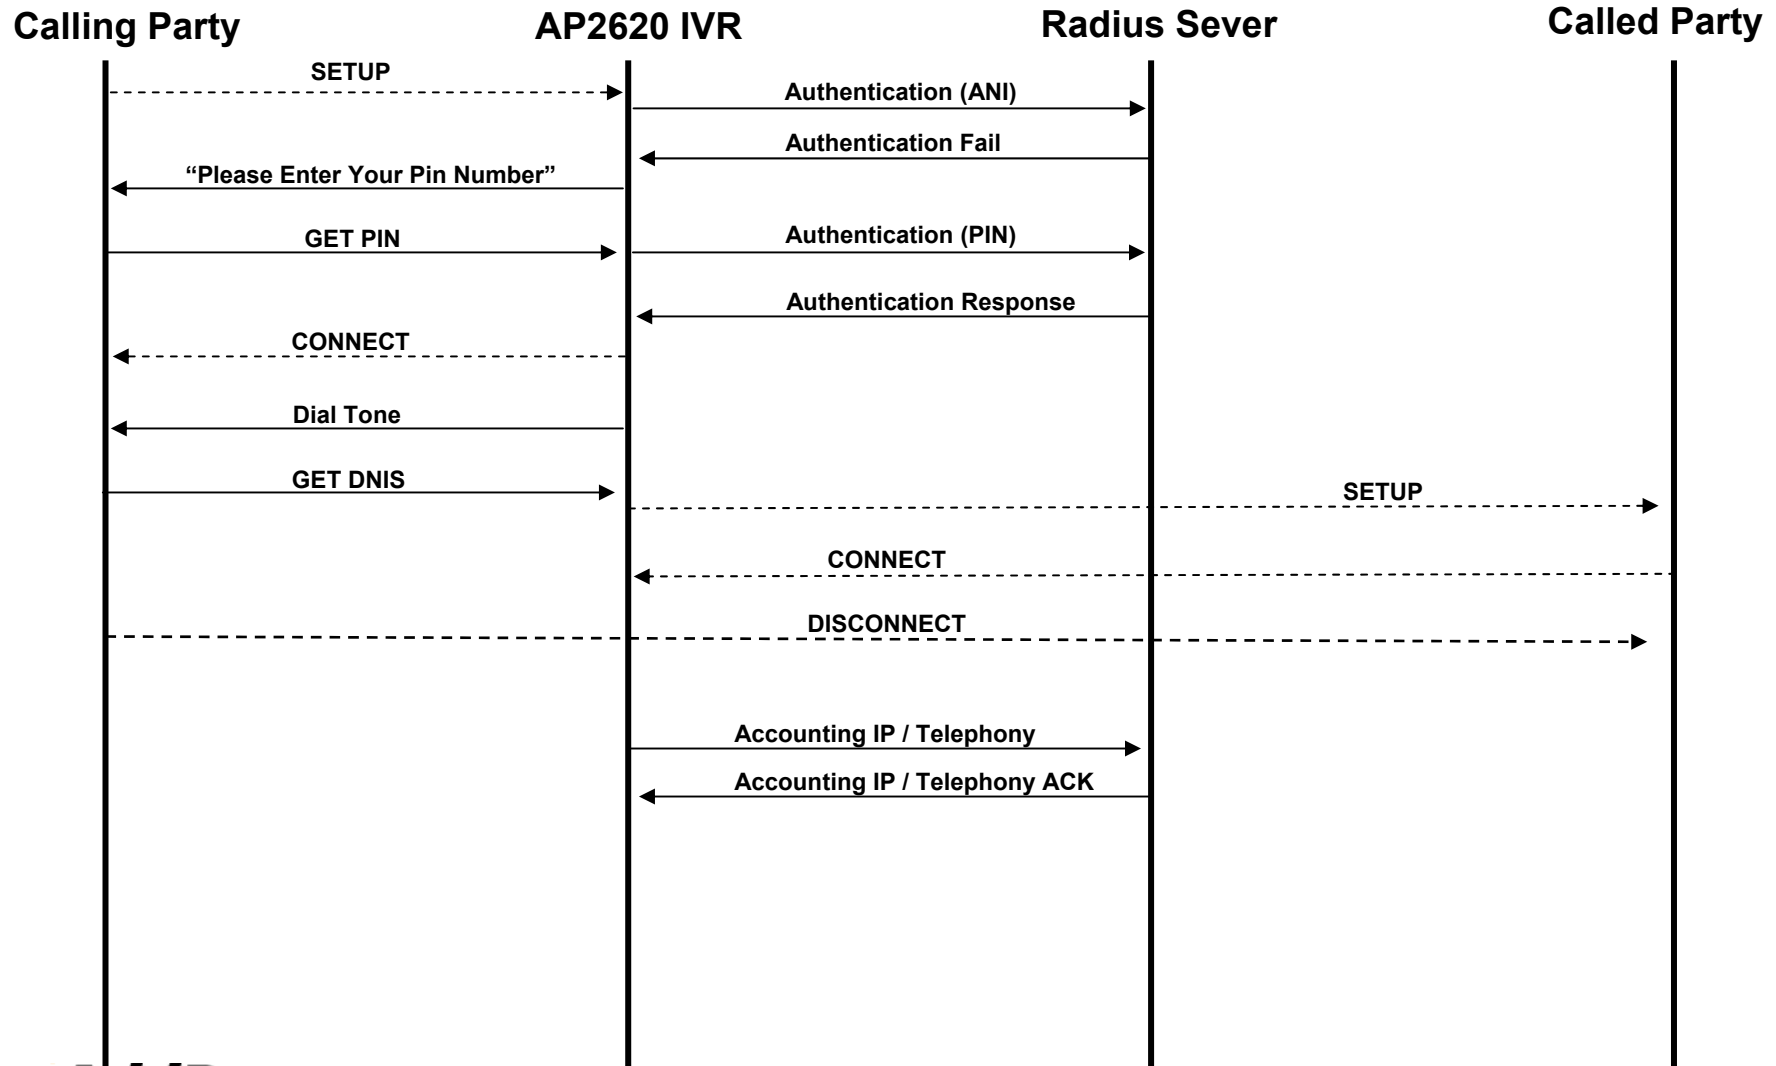 Calling Party
AP2620 IVR
Radius Sever
Called Party
SETUP
Authentication (ANI)
Authentication Fail
“Please Enter Your Pin Number”
GET PIN
Authentication (PIN)
Authentication Response
CONNECT
Dial Tone
GET DNIS
SETUP
CONNECT
DISCONNECT
Accounting IP / Telephony
Accounting IP / Telephony ACK